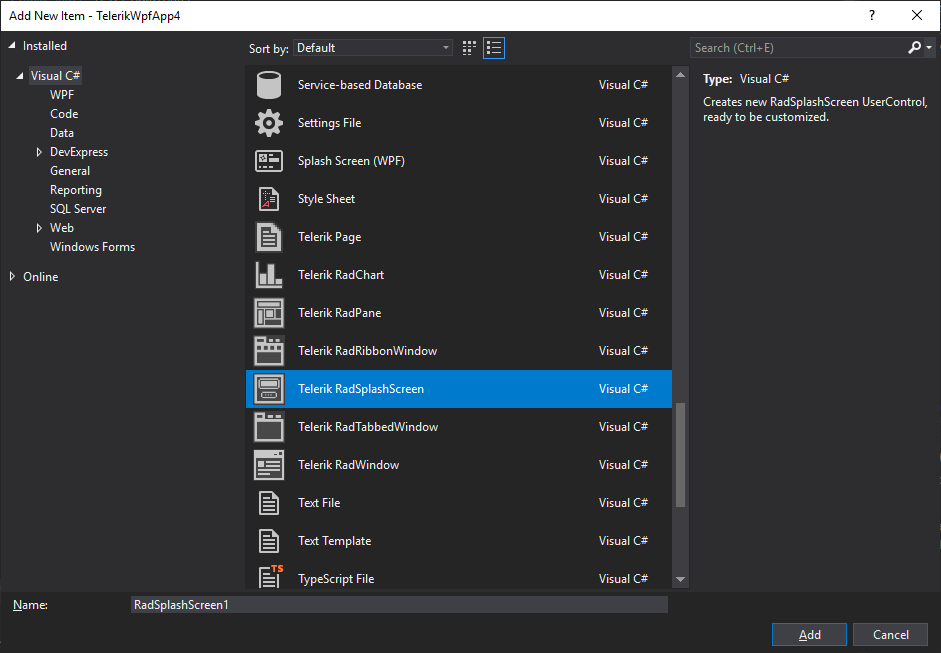 Add New Item - TelerikWpfApp4
?
Installed
Visual C#
WPF
Code
Data
DevExpress
General
Reporting
SQL Server
Web
Windows Forms
Online
Sort by: Default
Service-based Database Visual C#
Settings File Visual C#
Splash Screen (WPF) Visual C#
Style Sheet Visual C#
Telerik Page Visual C#
Telerik RadChart Visual C#
Telerik RadPane Visual C#
Telerik RadRibbonWindow Visual C#
Telerik RadSplashScreen Visual C#
Telerik RadTabbedWindow Visual C#
Telerik RadWindow Visual C#
Text File Visual C#
Text Template Visual C#
TS TypeScript File Visual C#
Search (Ctrl+E)
Type: Visual C#
Creates new RadSplashScreen UserControl,
ready to be customized.
Name: RadSplashScreen1
Add Cancel